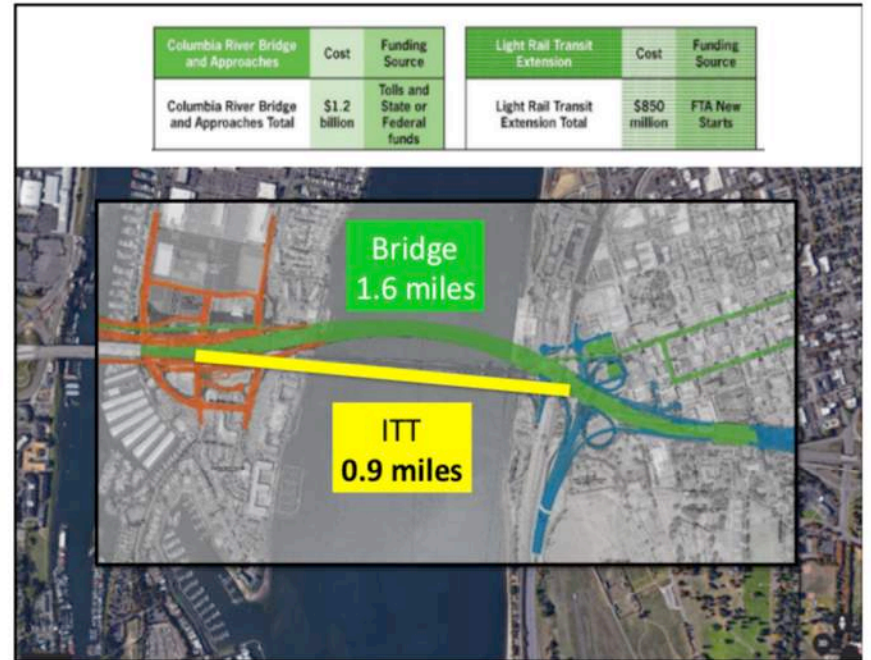 Columbia River Bridge
and Approaches
Cost
Funding
Source
Columbia River Bridge
and Approaches Total
$1.2
billion
Tolls and
State or
Federal
funds
Light Rail Transit
Extension
Cost
Funding
Source
Light Rail Transit
Extension Total
$850
million
FTA New
Starts
Bridge
1.6 miles
ITT
0.9 miles